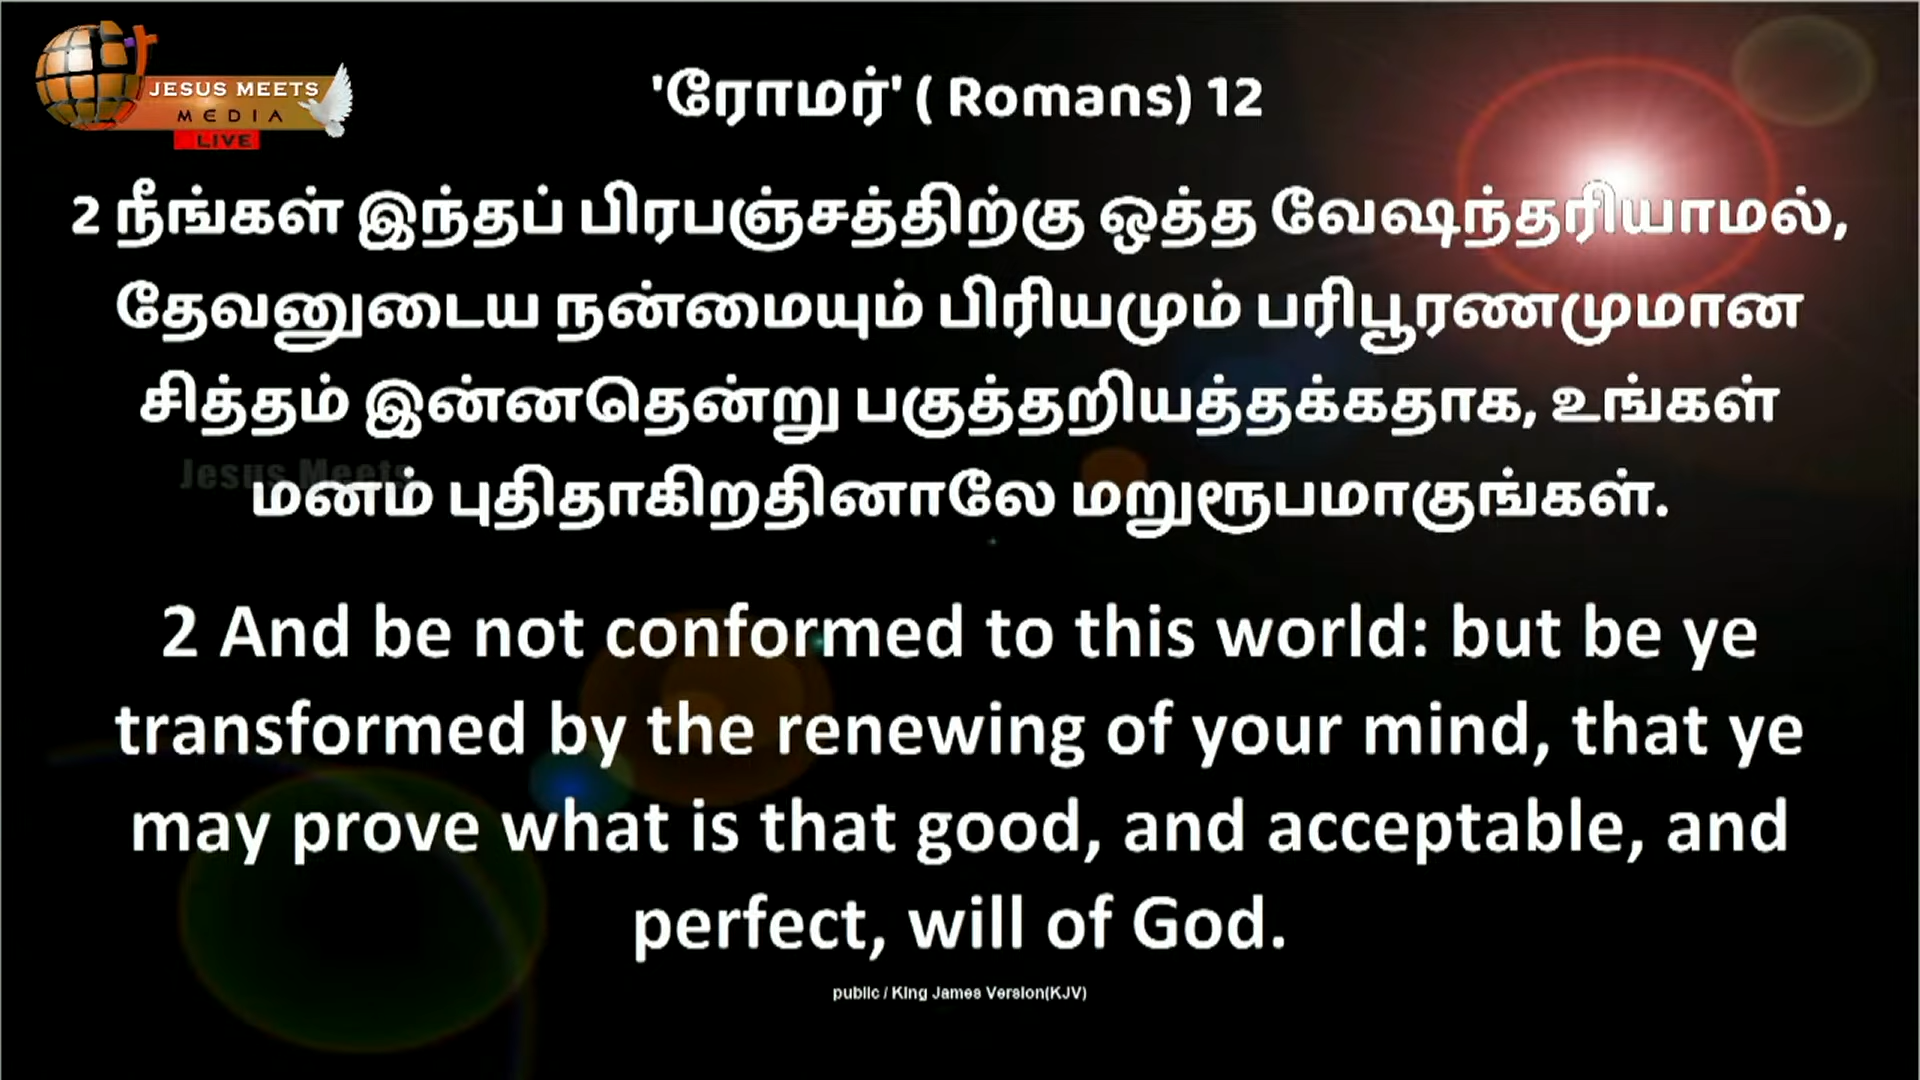 JESUS MEETS
MEDIA
LIVE
'ரோமர்' ( Romans) 12
2 நீங்கள் இந்தப் பிரபஞ்சத்திற்கு ஒத்த வேஷந்தரியாமல்,
தேவனுடைய நன்மையும் பிரியமும் பரிபூரணமுமான
சித்தம் இன்னதென்று பகுத்தறியத்தக்கதாக, உங்கள்
Jesus Meets
மனம் புதிதாகிறதினாலே மறுரூபமாகுங்கள்.
2 And be not conformed to this world: but be ye
transformed by the renewing of your mind, that ye
may prove what is that good, and acceptable, and
perfect, will of God.
public / King James Version(KJV)